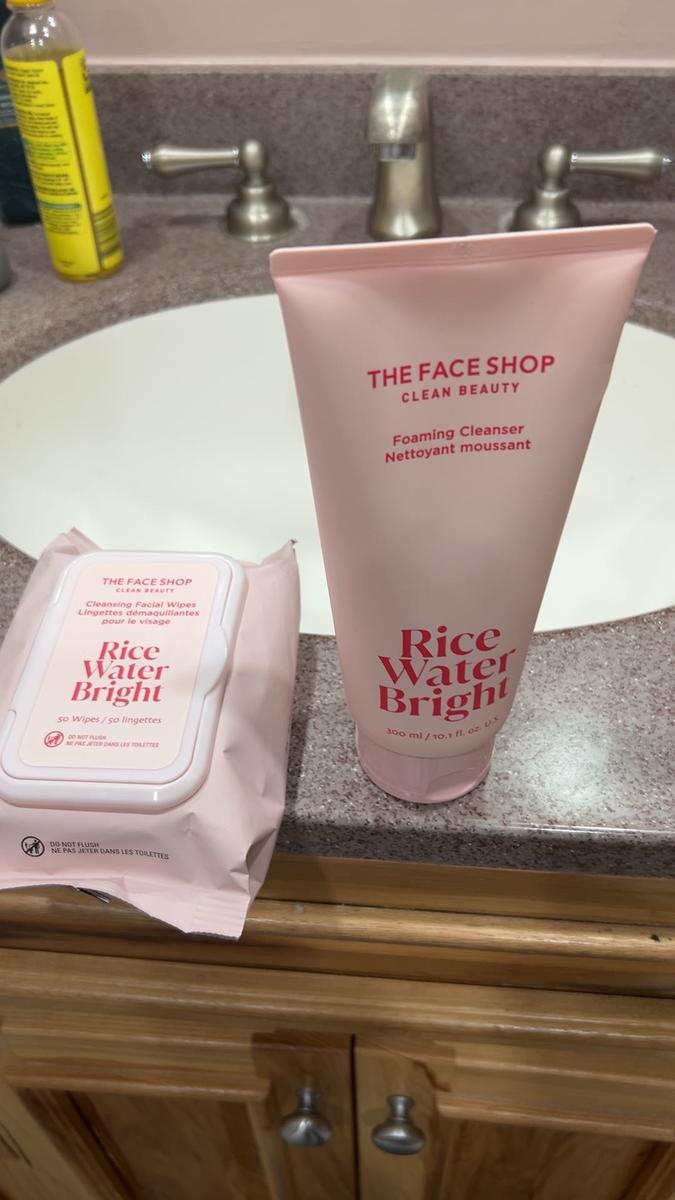 THE FACE SHOP
CLEAN BEAUTY
Foaming Cleanser
Nettoyant moussant
Rice
Water
Bright
300 ml / 10.1 fl. oz. U.S.
THE FACE SHOP
CLEAN BEAUTY
Cleansing Facial Wipes
Lingettes démaquillantes
pour le visage
Rice
Water
Bright
50 Wipes / 50 lingettes
DO NOT FLUSH
NE PAS JETER DANS LES TOILETTES
DO NOT FLUSH
NE PAS JETER DANS LES TOILETTES